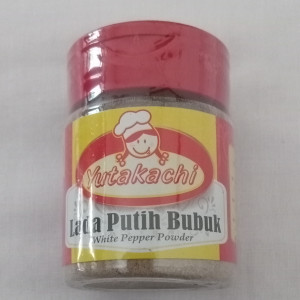 Yutakachi
Lada Putih Bubuk
White Pepper Powder